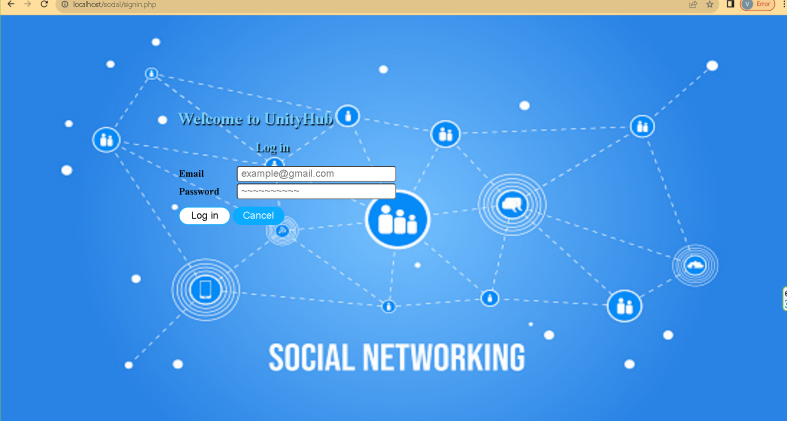 localhost/social/signin.php
V Error
Welcome to UnityHub
Log in
Email example@gmail.com
Password ~~~~~~~~~~
Log in Cancel
SOCIAL NETWORKING